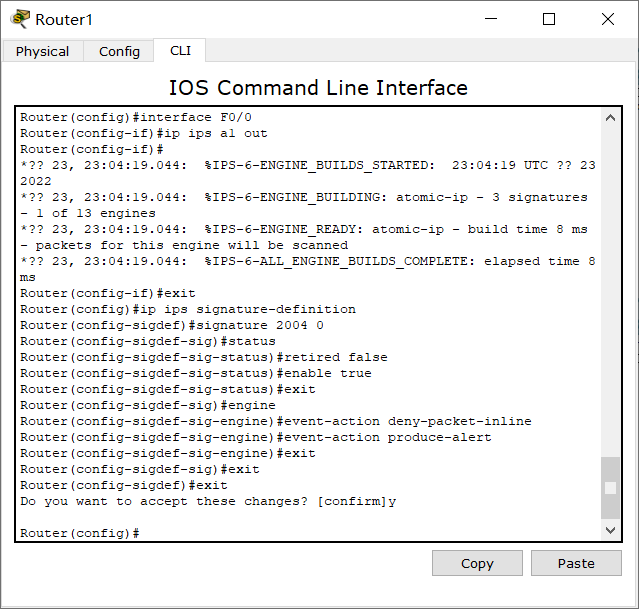 Router1
Physical Config CLI
IOS Command Line Interface
Router(config)#interface F0/0
Router(config-if)#ip ips a1 out
Router(config-if)#
*?? 23, 23:04:19.044:  %IPS-6-ENGINE_BUILDS_STARTED:  23:04:19 UTC ?? 23
2022
*?? 23, 23:04:19.044:  %IPS-6-ENGINE_BUILDING: atomic-ip - 3 signatures
- 1 of 13 engines
*?? 23, 23:04:19.044:  %IPS-6-ENGINE_READY: atomic-ip - build time 8 ms
- packets for this engine will be scanned
*?? 23, 23:04:19.044:  %IPS-6-ALL_ENGINE_BUILDS_COMPLETE: elapsed time 8
ms
Router(config-if)#exit
Router(config)#ip ips signature-definition
Router(config-sigdef)#signature 2004 0
Router(config-sigdef-sig)#status
Router(config-sigdef-sig-status)#retired false
Router(config-sigdef-sig-status)#enable true
Router(config-sigdef-sig-status)#exit
Router(config-sigdef-sig)#engine
Router(config-sigdef-sig-engine)#event-action deny-packet-inline
Router(config-sigdef-sig-engine)#event-action produce-alert
Router(config-sigdef-sig-engine)#exit
Router(config-sigdef-sig)#exit
Router(config-sigdef)#exit
Do you want to accept these changes? [confirm]y
Router(config)#
Copy Paste